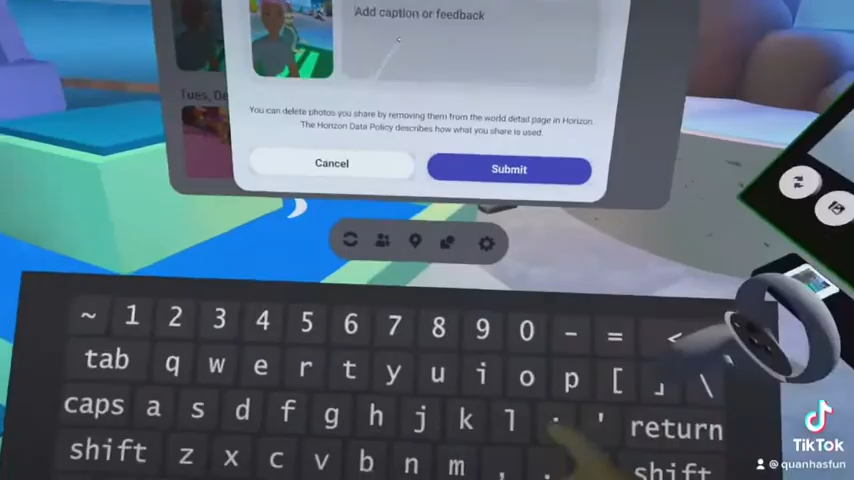 Add caption or feedback
Tues, De
You can delete photos you share by removing them from the world detail page in Horizon.
The Horizon Data Policy describes how what you share is used.
Cancel
Submit
~ 1 2 3 4 5 6 7 8 9 0 - = <
tab q w e r t y u i o p [ ] \
caps a s d f g h j k l ; ' return
shift z x c v b n m , . shift
TikTok
@quanhasfun